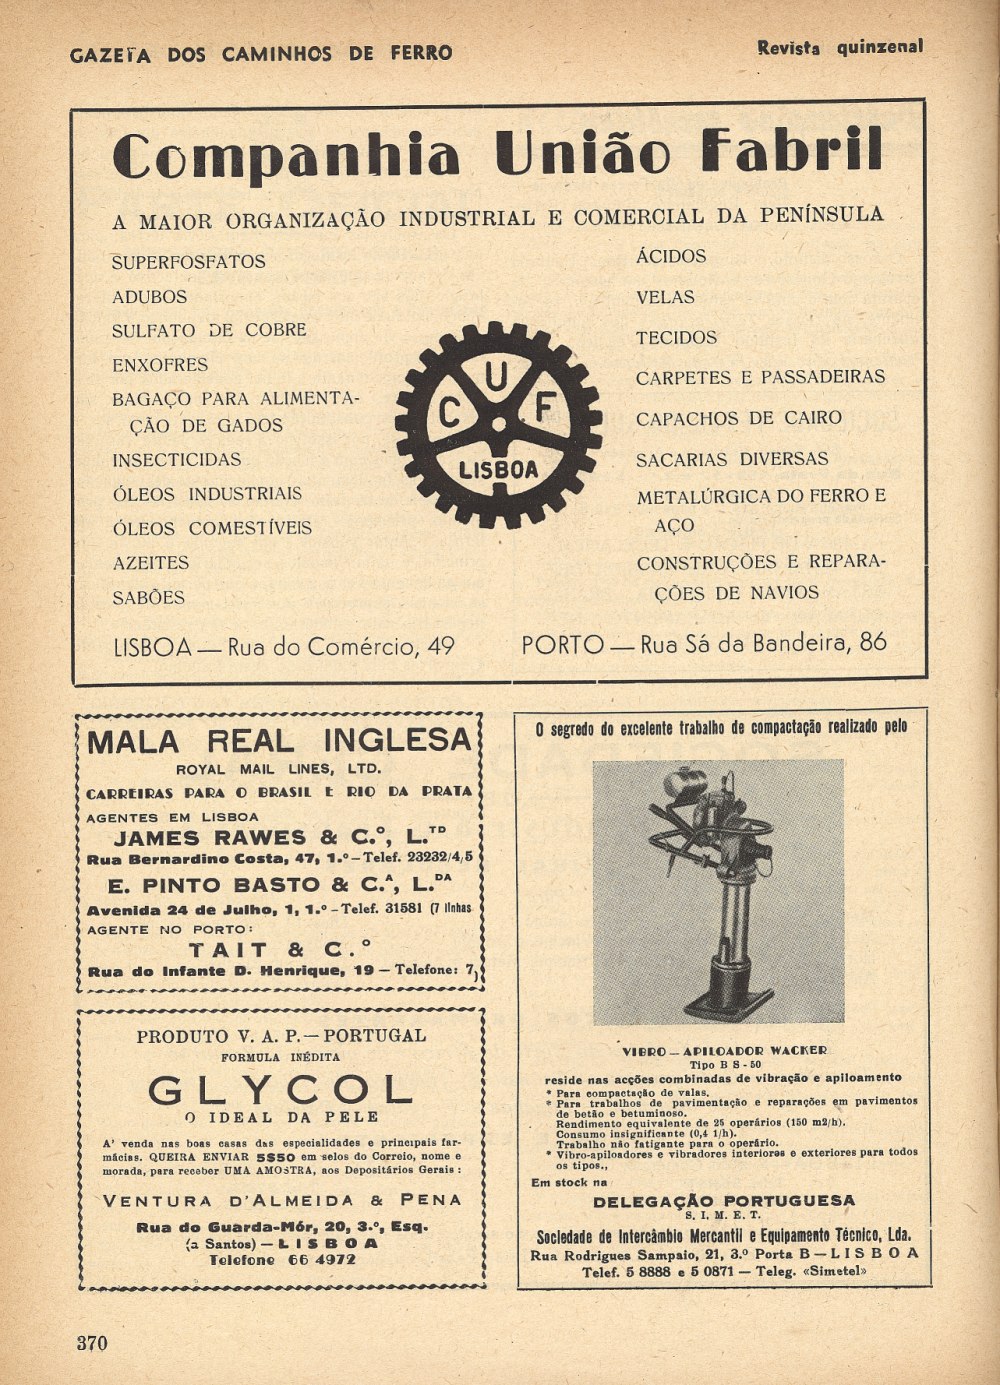 GAZETA DOS CAMINHOS DE FERRO
Revista quinzenal
Companhia União Fabril
A MAIOR ORGANIZAÇÃO INDUSTRIAL E COMERCIAL DA PENÍNSULA
SUPERFOSFATOS
ADUBOS
SULFATO DE COBRE
ENXOFRES
BAGAÇO PARA ALIMENTA-
ÇÃO DE GADOS
INSECTICIDAS
ÓLEOS INDUSTRIAIS
ÓLEOS COMESTÍVEIS
AZEITES
SABÕES
C U F
LISBOA
ÁCIDOS
VELAS
TECIDOS
CARPETES E PASSADEIRAS
CAPACHOS DE CAIRO
SACARIAS DIVERSAS
METALÚRGICA DO FERRO E
AÇO
CONSTRUÇÕES E REPARA-
ÇÕES DE NAVIOS
LISBOA — Rua do Comércio, 49
PORTO — Rua Sá da Bandeira, 86
MALA REAL INGLESA
ROYAL MAIL LINES, LTD.
CARREIRAS PARA O BRASIL E RIO DA PRATA
AGENTES EM LISBOA
JAMES RAWES & C.º, L.TD
Rua Bernardino Costa, 47, 1.º – Telef. 23232/4/5
E. PINTO BASTO & C.A, L.DA
Avenida 24 de Julho, 1, 1.º – Telef. 31581 (7 linhas
AGENTE NO PORTO:
TAIT & C.º
Rua do Infante D. Henrique, 19 — Telefone: 7
PRODUTO V. A. P. — PORTUGAL
FORMULA INÉDITA
GLYCOL
O IDEAL DA PELE
A' venda nas boas casas das especialidades e principais far-
mácias. QUEIRA ENVIAR 5$50 em selos do Correio, nome e
morada, para receber UMA AMOSTRA, aos Depositários Gerais :
VENTURA D'ALMEIDA & PENA
Rua do Guarda-Mór, 20, 3.º, Esq.
(a Santos) — LISBOA
Telefone 66 4972
O segredo do excelente trabalho de compactação realizado pelo
VIBRO — APILOADOR WACKER
Tipo B S - 50
reside nas acções combinadas de vibração e apiloamento
* Para compactação de valas.
* Para trabalhos de pavimentação e reparações em pavimentos
de betão e betuminoso.
Rendimento equivalente de 25 operários (150 m2/h).
Consumo insignificante (0,4 l/h).
Trabalho não fatigante para o operário.
* Vibro-apiloadores e vibradores interiores e exteriores para todos
os tipos.,
Em stock na
DELEGAÇÃO PORTUGUESA
S. I. M. E. T.
Sociedade de Intercâmbio Mercantil e Equipamento Técnico, Lda.
Rua Rodrigues Sampaio, 21, 3.º Porta B — LISBOA
Telef. 5 8888 e 5 0871 — Teleg. «Simetel»
370